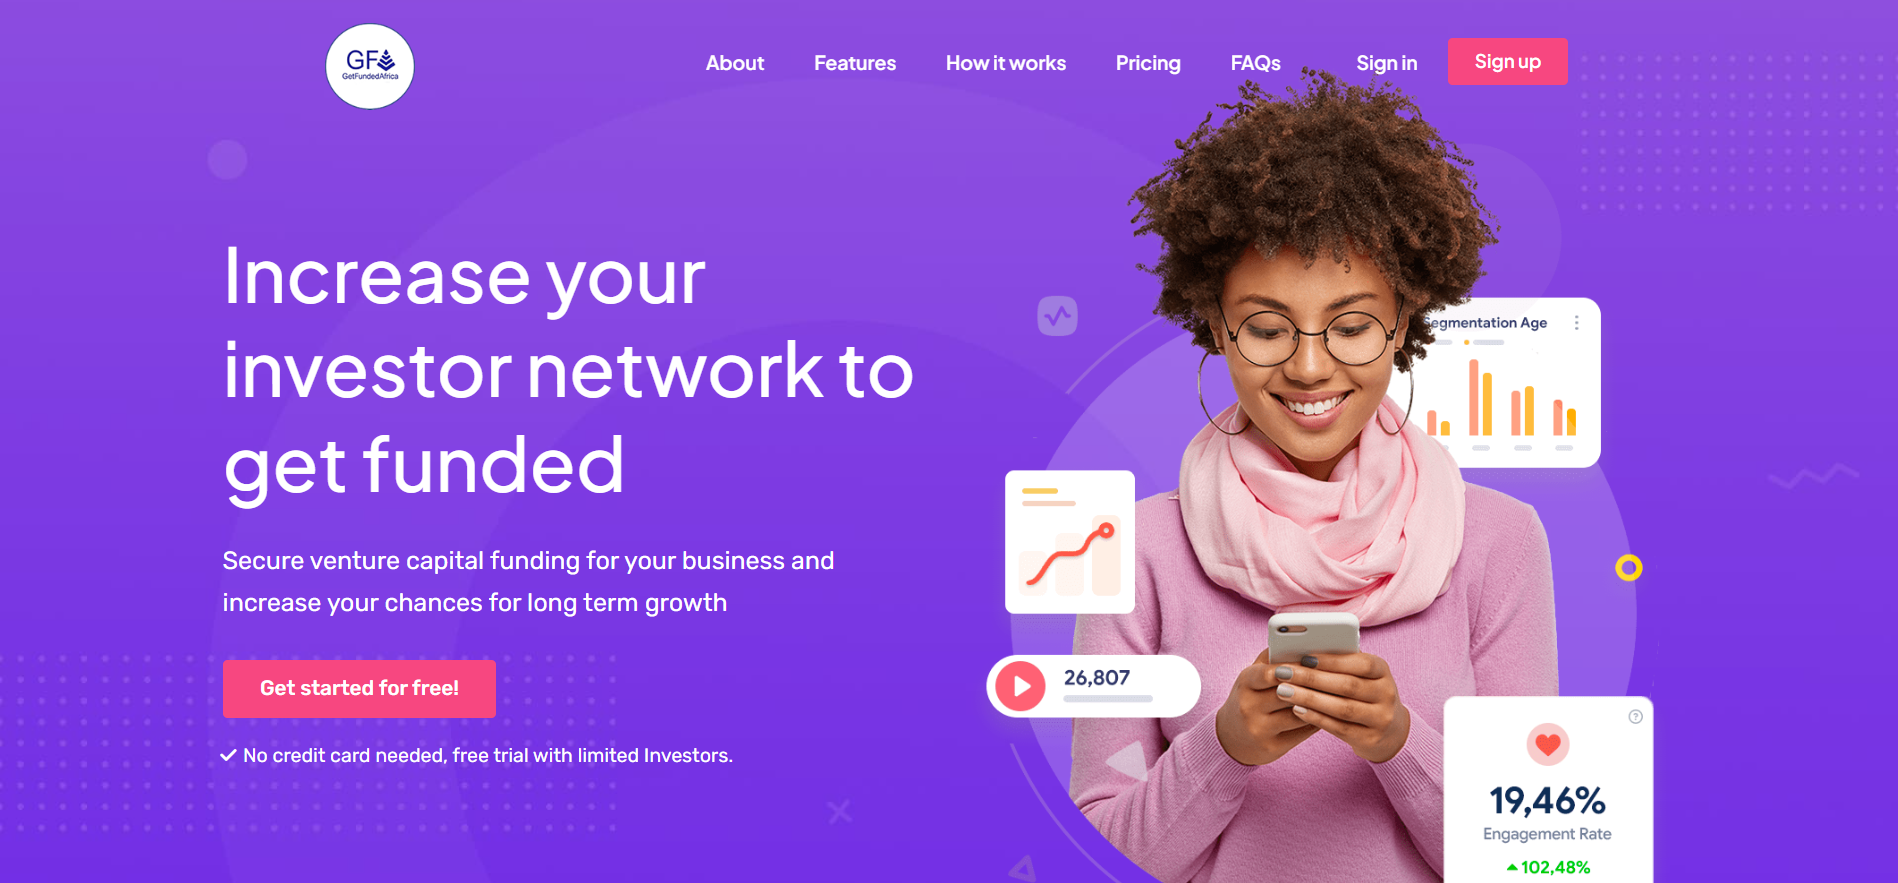 GFA
GetFundedAfrica
About
Features
How it works
Pricing
FAQs
Sign in
Sign up
Increase your
investor network to
get funded
Secure venture capital funding for your business and
increase your chances for long term growth
Get started for free!
No credit card needed, free trial with limited Investors.
Segmentation Age
26,807
?
19,46%
Engagement Rate
102,48%